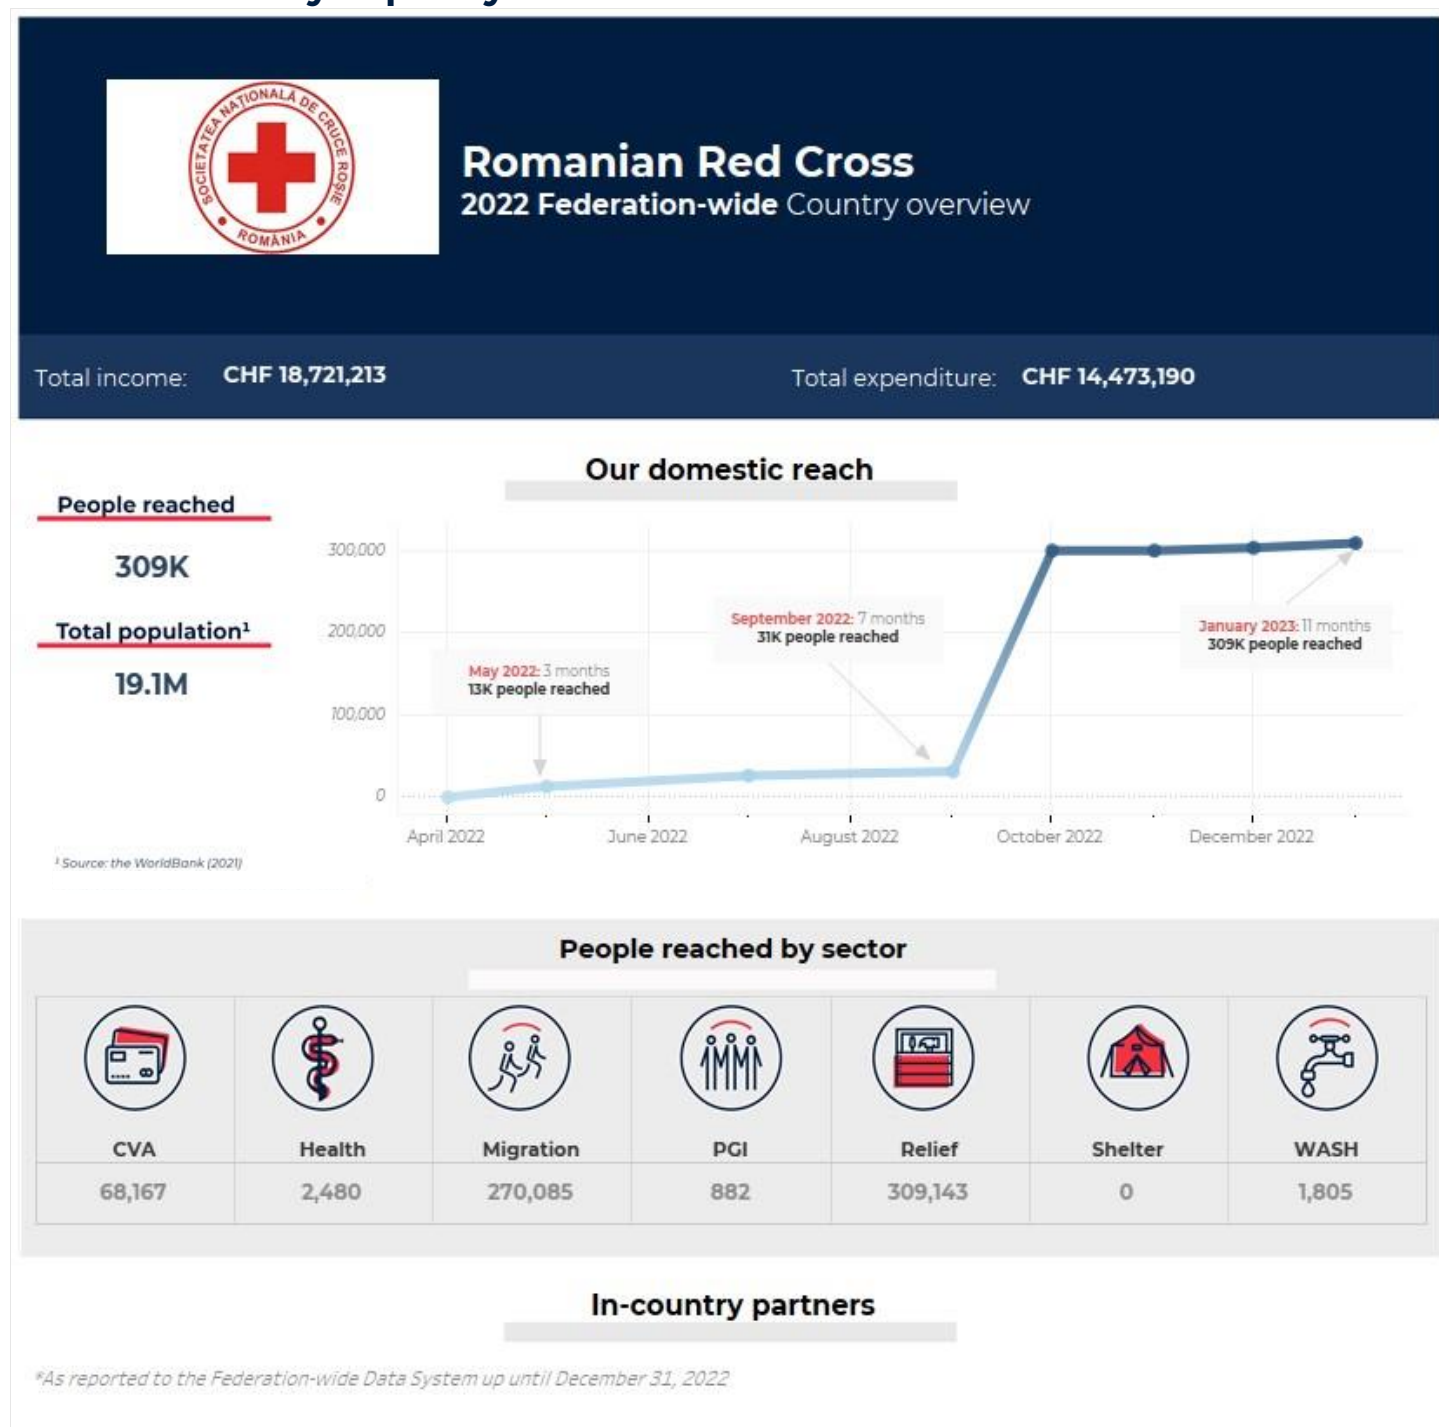 SOCIETATEA NAȚIONALĂ DE CRUCE ROȘIE
ROMÂNIA
Romanian Red Cross
2022 Federation-wide Country overview
Total income: CHF 18,721,213
Total expenditure: CHF 14,473,190
Our domestic reach
People reached
309K
Total population¹
19.1M
¹ Source: the WorldBank (2021)
300,000
200,000
100,000
0
May 2022: 3 months
13K people reached
September 2022: 7 months
31K people reached
January 2023: 11 months
309K people reached
April 2022 June 2022 August 2022 October 2022 December 2022
People reached by sector
CVA Health Migration PGI Relief Shelter WASH
68,167 2,480 270,085 882 309,143 0 1,805
In-country partners
*As reported to the Federation-wide Data System up until December 31, 2022